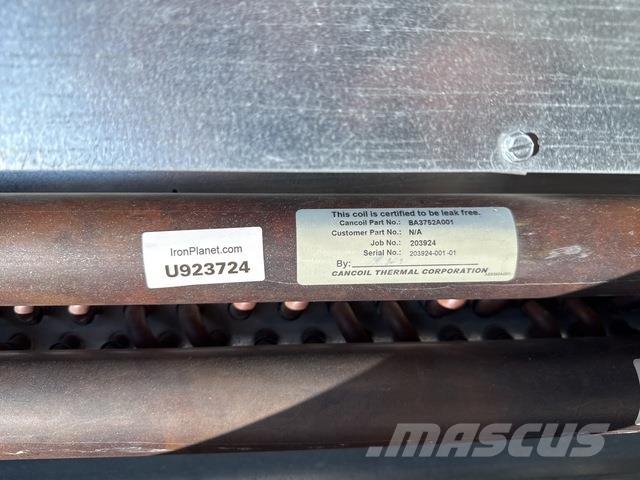 This coil is certified to be leak free.
Cancoil Part No.: BA3752A001
Customer Part No.: N/A
Job No.: 203924
Serial No.: 203924-001-01
By:
CANCOIL THERMAL CORPORATION
IronPlanet.com
U923724
MASCUS